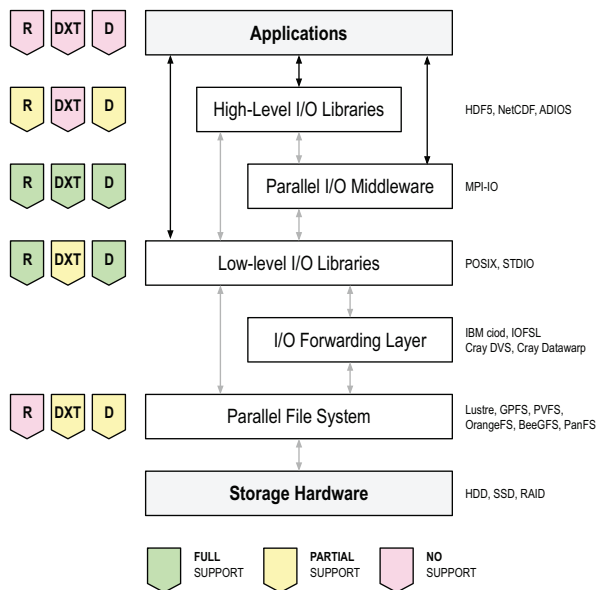 R DXT D Applications
R DXT D High-Level I/O Libraries HDF5, NetCDF, ADIOS
R DXT D Parallel I/O Middleware MPI-IO
R DXT D Low-level I/O Libraries POSIX, STDIO
I/O Forwarding Layer
IBM ciod, IOFSL
Cray DVS, Cray Datawarp
R DXT D Parallel File System
Lustre, GPFS, PVFS,
OrangeFS, BeeGFS, PanFS
Storage Hardware HDD, SSD, RAID
FULL
SUPPORT
PARTIAL
SUPPORT
NO
SUPPORT